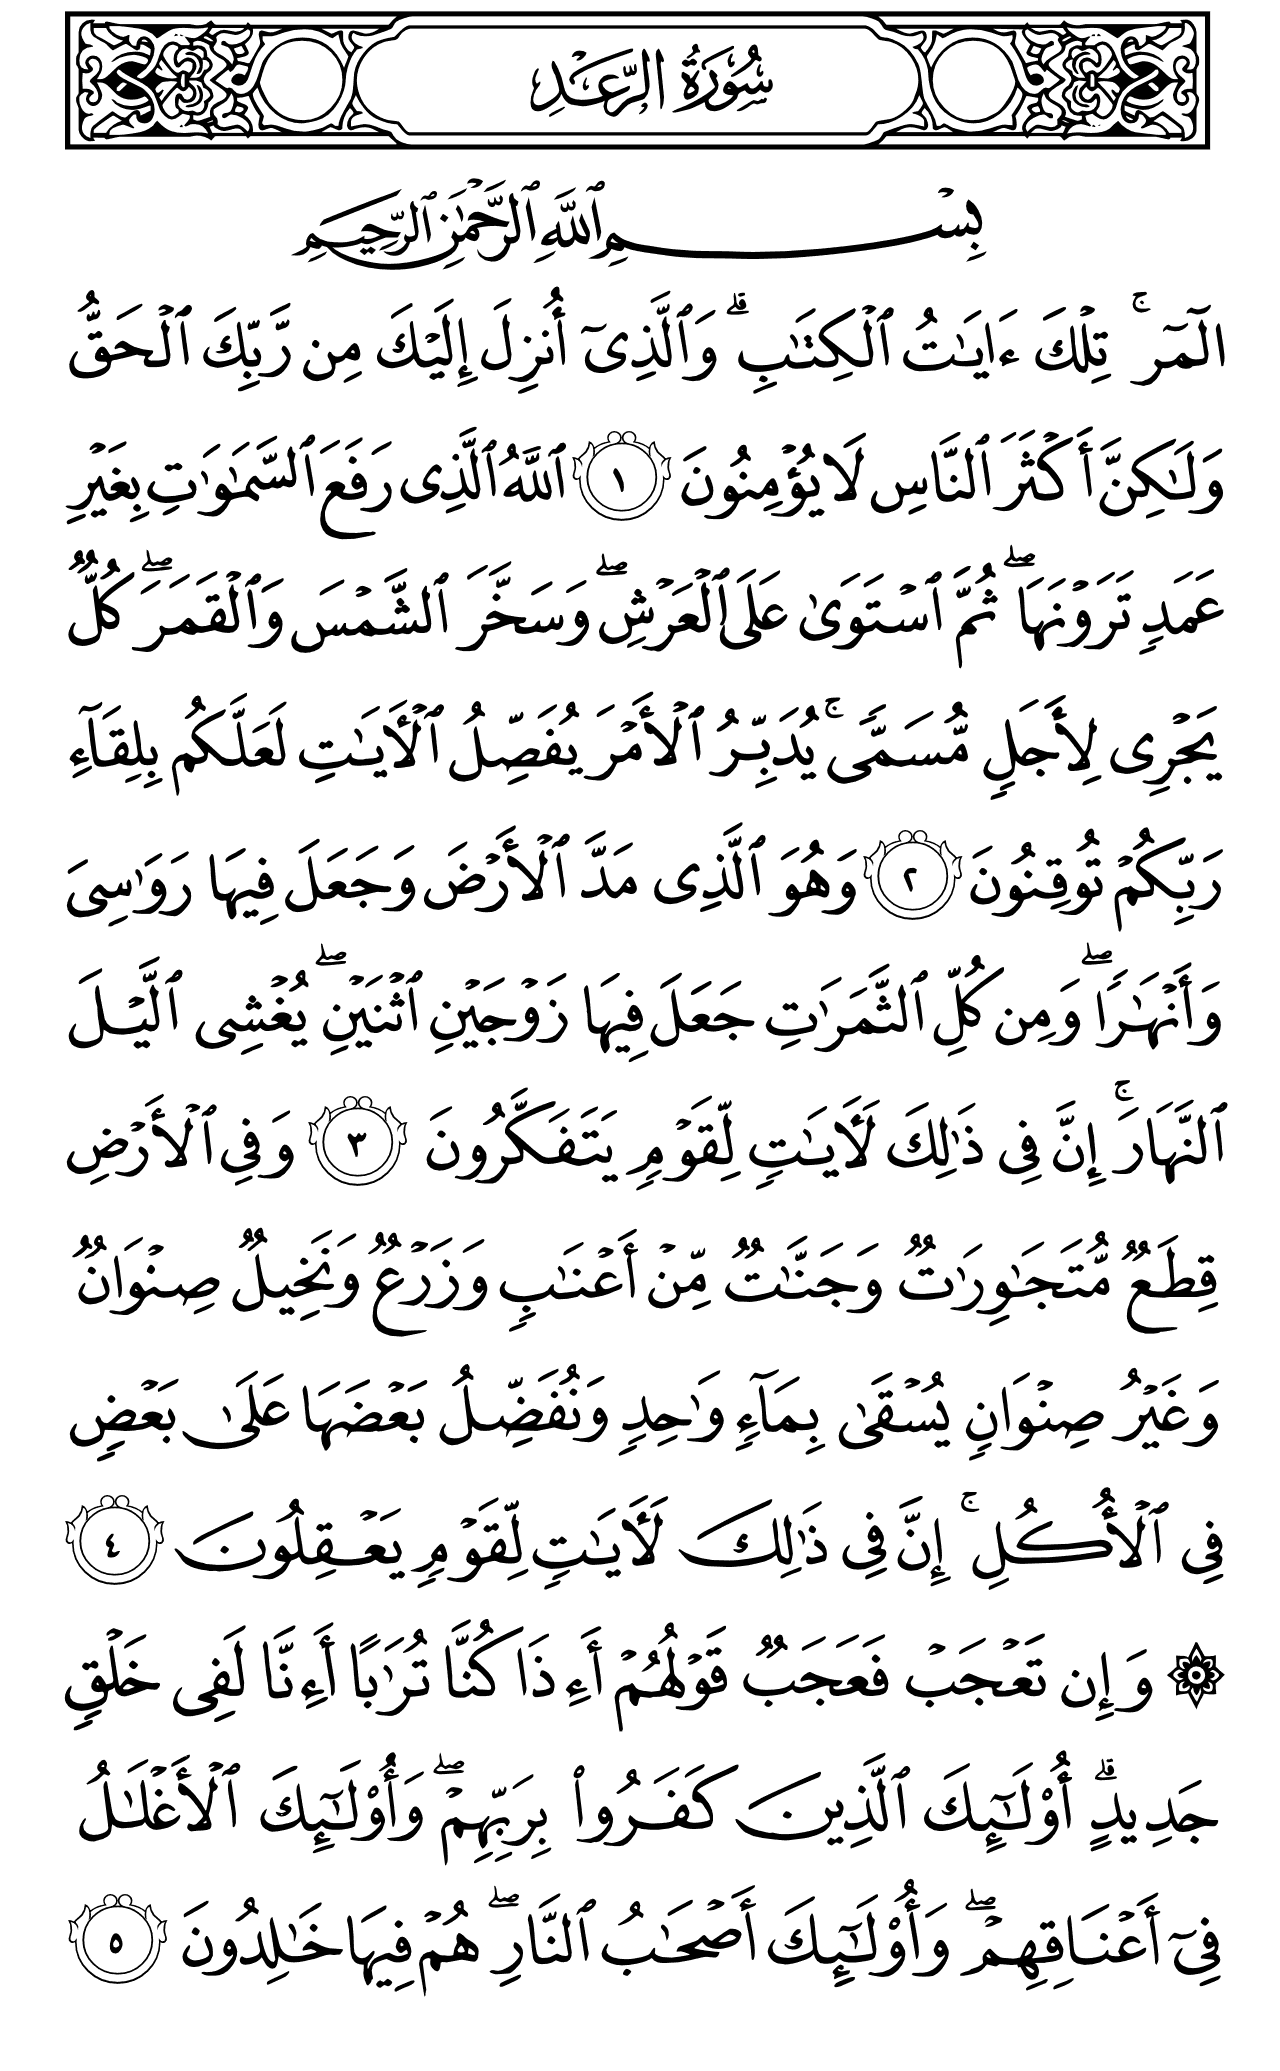 سُورَةُ الرَّعۡدِ
بِسۡمِ ٱللَّهِ ٱلرَّحۡمَٰنِ ٱلرَّحِيمِ
الٓمٓرۚ تِلۡكَ ءَايَٰتُ ٱلۡكِتَٰبِۗ وَٱلَّذِيٓ أُنزِلَ إِلَيۡكَ مِن رَّبِّكَ ٱلۡحَقُّ
وَلَٰكِنَّ أَكۡثَرَ ٱلنَّاسِ لَا يُؤۡمِنُونَ ١ ٱللَّهُ ٱلَّذِي رَفَعَ ٱلسَّمَٰوَٰتِ بِغَيۡرِ
عَمَدٖ تَرَوۡنَهَاۖ ثُمَّ ٱسۡتَوَىٰ عَلَى ٱلۡعَرۡشِۖ وَسَخَّرَ ٱلشَّمۡسَ وَٱلۡقَمَرَۖ كُلّٞ
يَجۡرِي لِأَجَلٖ مُّسَمّٗىۚ يُدَبِّرُ ٱلۡأَمۡرَ يُفَصِّلُ ٱلۡأٓيَٰتِ لَعَلَّكُم بِلِقَآءِ
رَبِّكُمۡ تُوقِنُونَ ٢ وَهُوَ ٱلَّذِي مَدَّ ٱلۡأَرۡضَ وَجَعَلَ فِيهَا رَوَٰسِيَ
وَأَنۡهَٰرٗاۖ وَمِن كُلِّ ٱلثَّمَرَٰتِ جَعَلَ فِيهَا زَوۡجَيۡنِ ٱثۡنَيۡنِۖ يُغۡشِي ٱلَّيۡلَ
ٱلنَّهَارَۚ إِنَّ فِي ذَٰلِكَ لَأٓيَٰتٖ لِّقَوۡمٖ يَتَفَكَّرُونَ ٣ وَفِي ٱلۡأَرۡضِ
قِطَعٞ مُّتَجَٰوِرَٰتٞ وَجَنَّٰتٞ مِّنۡ أَعۡنَٰبٖ وَزَرۡعٞ وَنَخِيلٞ صِنۡوَانٞ
وَغَيۡرُ صِنۡوَانٖ يُسۡقَىٰ بِمَآءٖ وَٰحِدٖ وَنُفَضِّلُ بَعۡضَهَا عَلَىٰ بَعۡضٖ
فِي ٱلۡأُكُلِۚ إِنَّ فِي ذَٰلِكَ لَأٓيَٰتٖ لِّقَوۡمٖ يَعۡقِلُونَ ٤
۞ وَإِن تَعۡجَبۡ فَعَجَبٞ قَوۡلُهُمۡ أَءِذَا كُنَّا تُرَٰبًا أَءِنَّا لَفِي خَلۡقٖ
جَدِيدٍۗ أُوْلَٰٓئِكَ ٱلَّذِينَ كَفَرُواْ بِرَبِّهِمۡۖ وَأُوْلَٰٓئِكَ ٱلۡأَغۡلَٰلُ
فِيٓ أَعۡنَاقِهِمۡۖ وَأُوْلَٰٓئِكَ أَصۡحَٰبُ ٱلنَّارِۖ هُمۡ فِيهَا خَٰلِدُونَ ٥